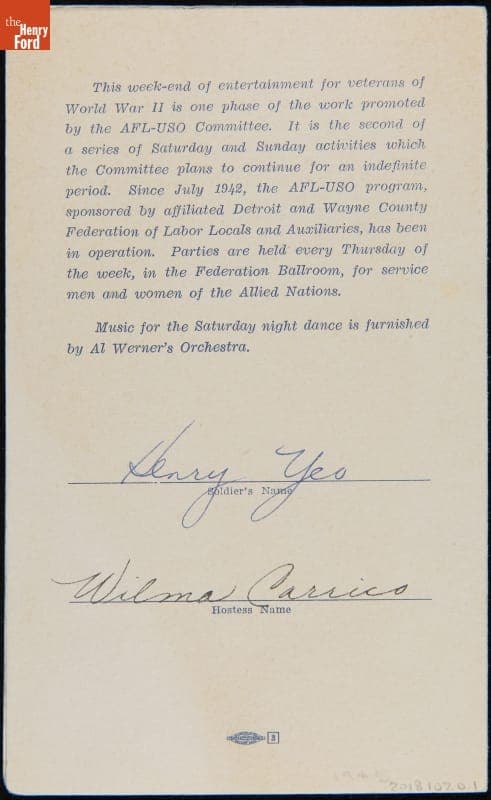 the
Henry
Ford
This week-end of entertainment for veterans of
World War II is one phase of the work promoted
by the AFL-USO Committee. It is the second of
a series of Saturday and Sunday activities which
the Committee plans to continue for an indefinite
period. Since July 1942, the AFL-USO program,
sponsored by affiliated Detroit and Wayne County
Federation of Labor Locals and Auxiliaries, has been
in operation. Parties are held every Thursday of
the week, in the Federation Ballroom, for service
men and women of the Allied Nations.
Music for the Saturday night dance is furnished
by Al Werner's Orchestra.
Henry Yeo
Soldier's Name
Wilma Carrico
Hostess Name